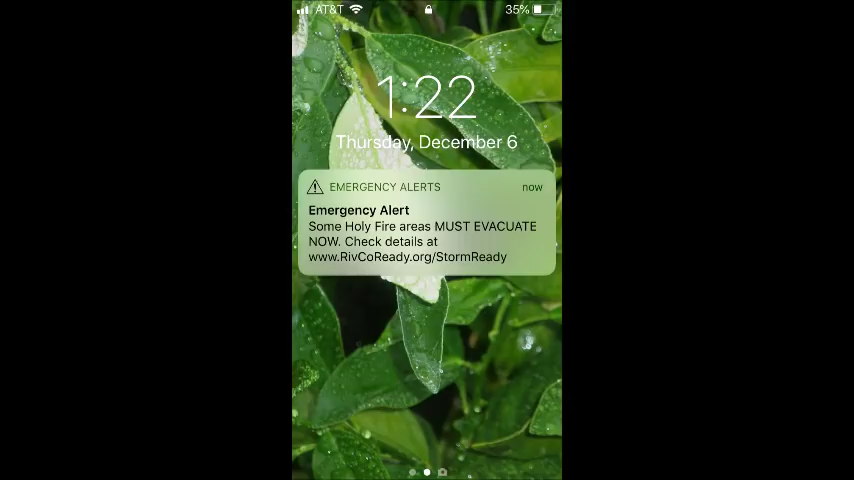 AT&T 35%
1:22
Thursday, December 6
EMERGENCY ALERTS now
Emergency Alert
Some Holy Fire areas MUST EVACUATE
NOW. Check details at
www.RivCoReady.org/StormReady